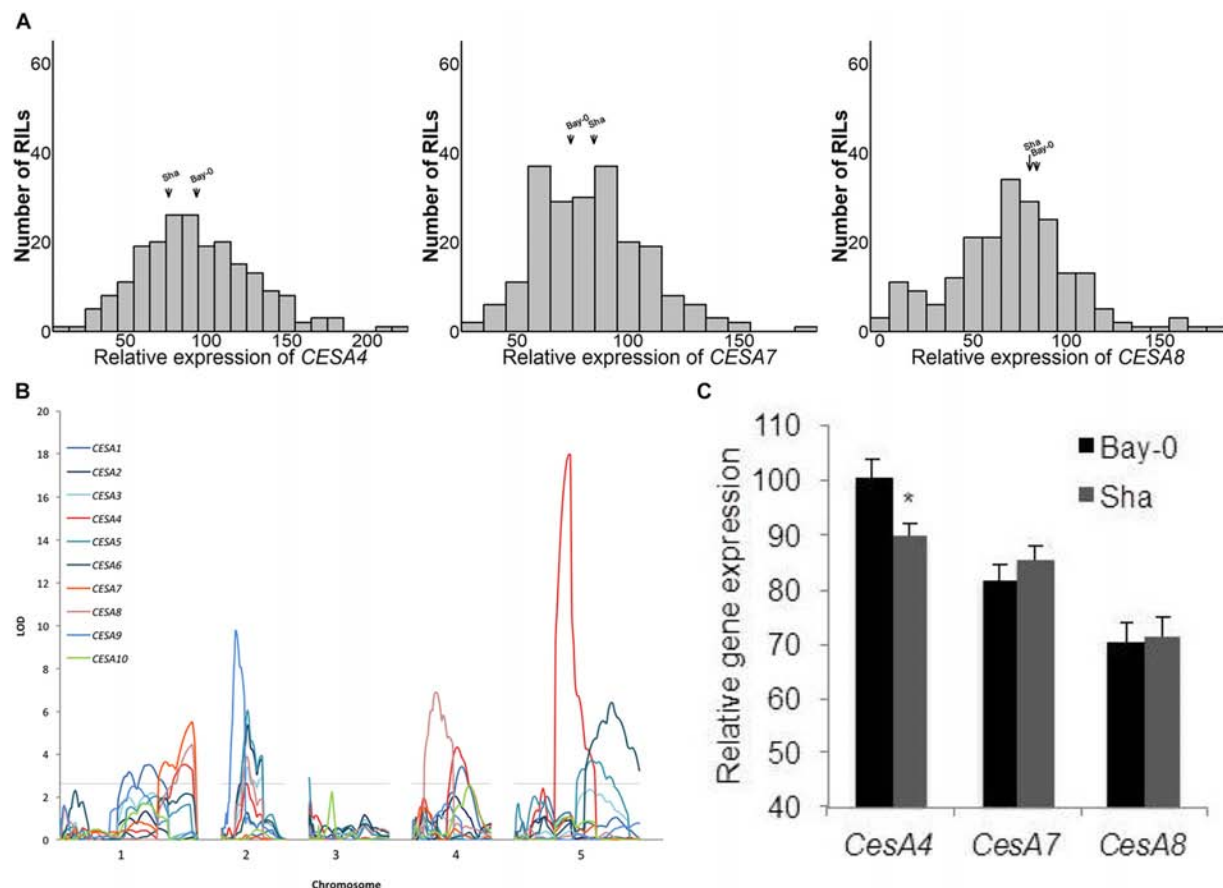 A
60
40
20
0
Number of RILs
Sha
Bay-0
50
100
150
200
Relative expression of CESA4
60
40
20
0
Number of RILs
Bay-0
Sha
50
100
150
Relative expression of CESA7
60
40
20
0
Number of RILs
Sha
Bay-0
0
50
100
150
Relative expression of CESA8
B
20
18
16
14
12
10
8
6
4
2
0
LOD
CESA1
CESA2
CESA3
CESA4
CESA5
CESA6
CESA7
CESA8
CESA9
CESA10
1
2
3
4
5
Chromosome
C
110
100
90
80
70
60
50
40
Relative gene expression
Bay-0
Sha
*
CesA4
CesA7
CesA8